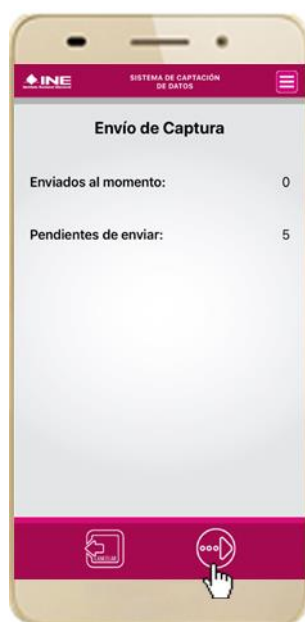 INE
SISTEMA DE CAPTACIÓN
DE DATOS
Envío de Captura
Enviados al momento: 0
Pendientes de enviar: 5